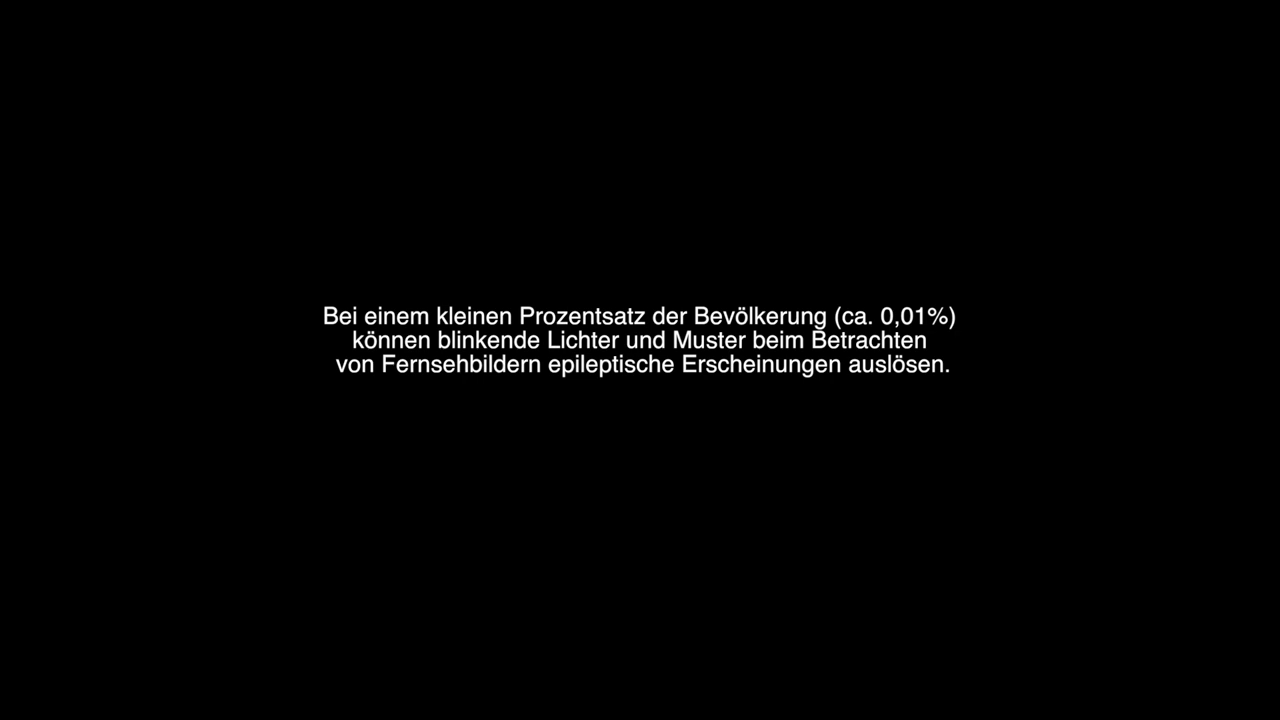 Bei einem kleinen Prozentsatz der Bevölkerung (ca. 0,01%)
können blinkende Lichter und Muster beim Betrachten
von Fernsehbildern epileptische Erscheinungen auslösen.